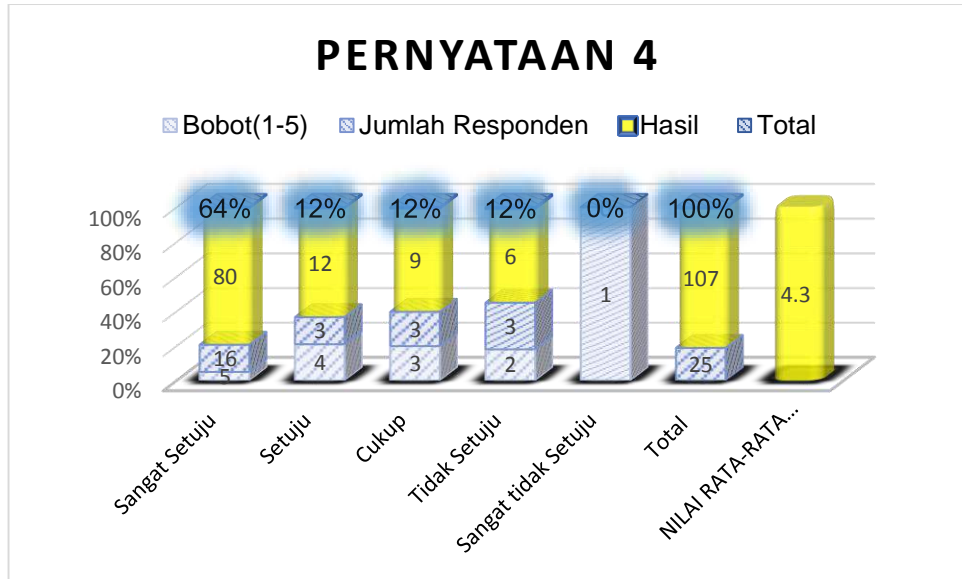 PERNYATAAN 4
Bobot(1-5) Jumlah Responden Hasil Total
100%
80%
60%
40%
20%
0%
64% 12% 12% 12% 0% 100%
80 12 9 6 1 107 4.3
16 3 3 3 25
5 4 3 2
Sangat Setuju
Setuju
Cukup
Tidak Setuju
Sangat tidak Setuju
Total
NILAI RATA-RATA...